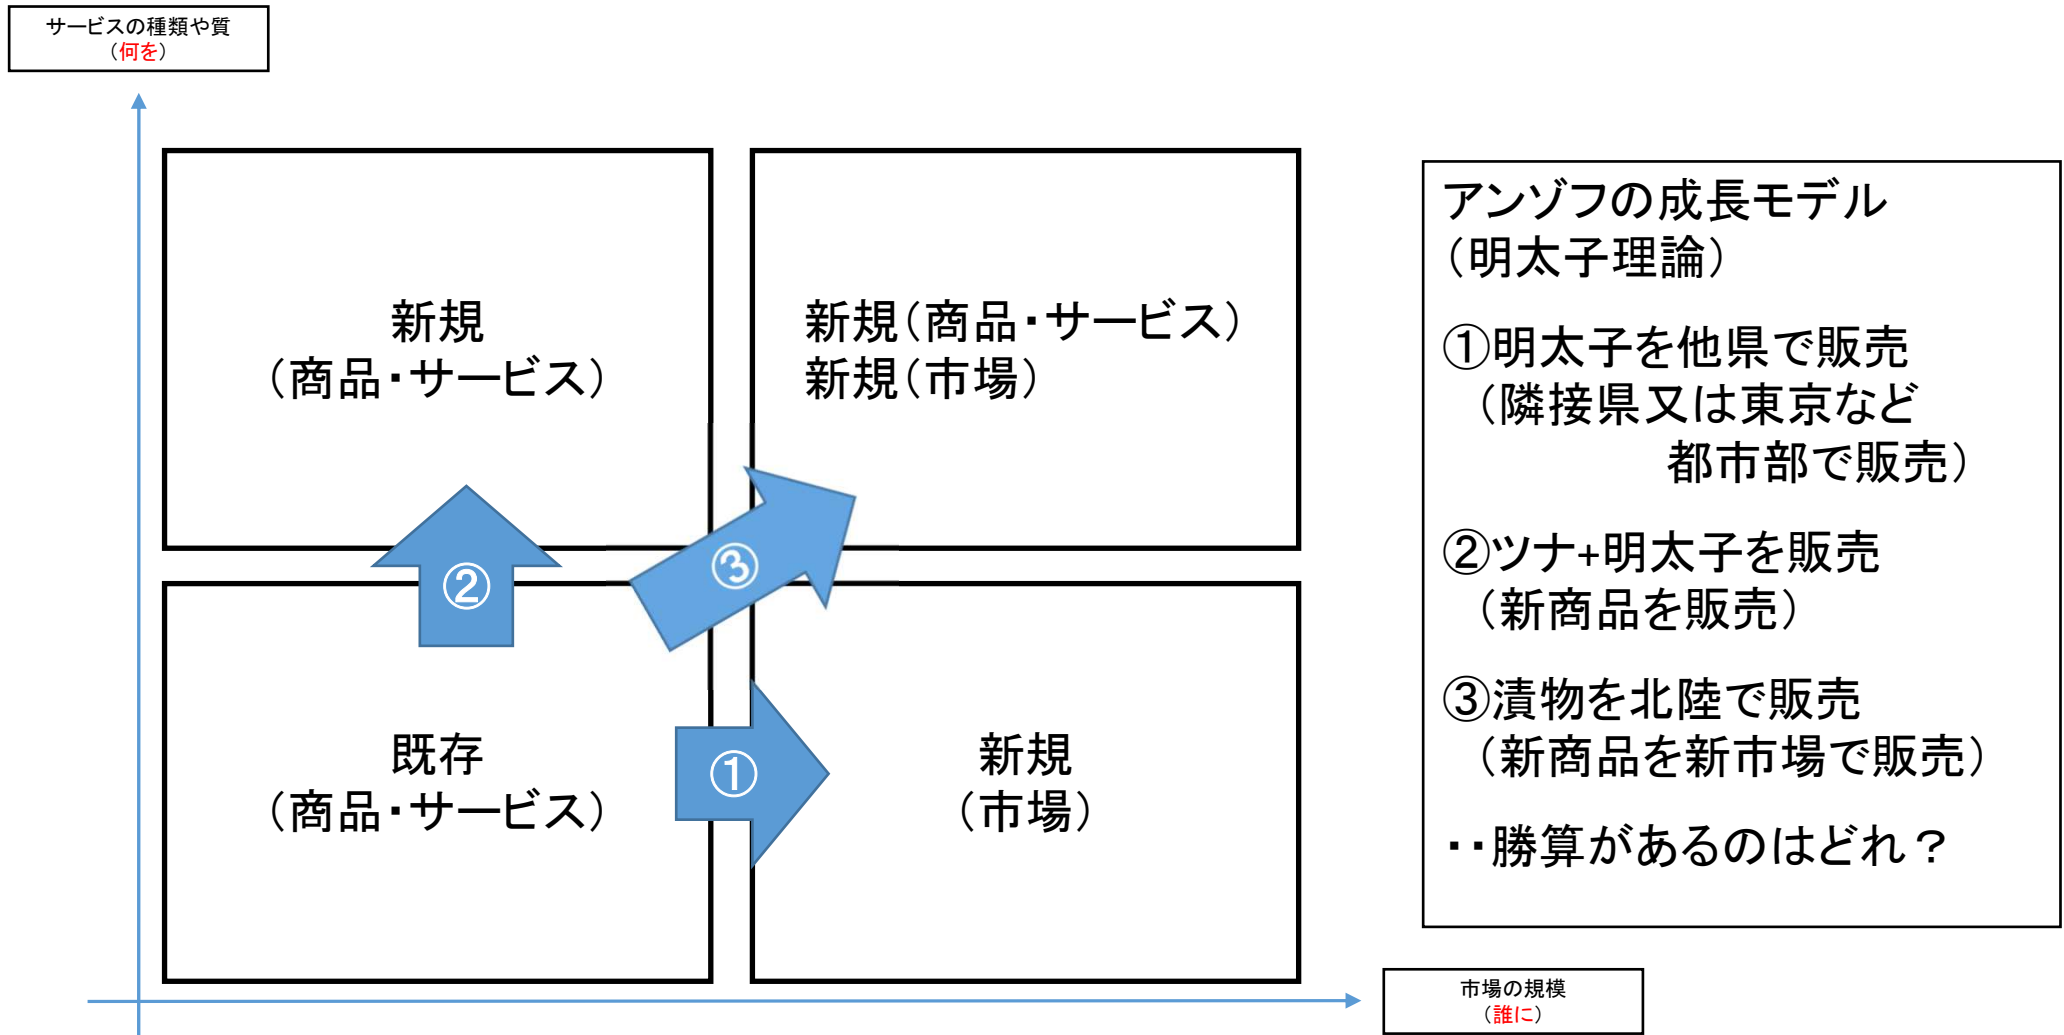 サービスの種類や質
（何を）
新規
（商品・サービス）
新規（商品・サービス）
新規（市場）
②
③
既存
（商品・サービス）
①
新規
（市場）
アンゾフの成長モデル
（明太子理論）
①明太子を他県で販売
（隣接県又は東京など
都市部で販売）
②ツナ+明太子を販売
（新商品を販売）
③漬物を北陸で販売
（新商品を新市場で販売）
・・勝算があるのはどれ？
市場の規模
（誰に）